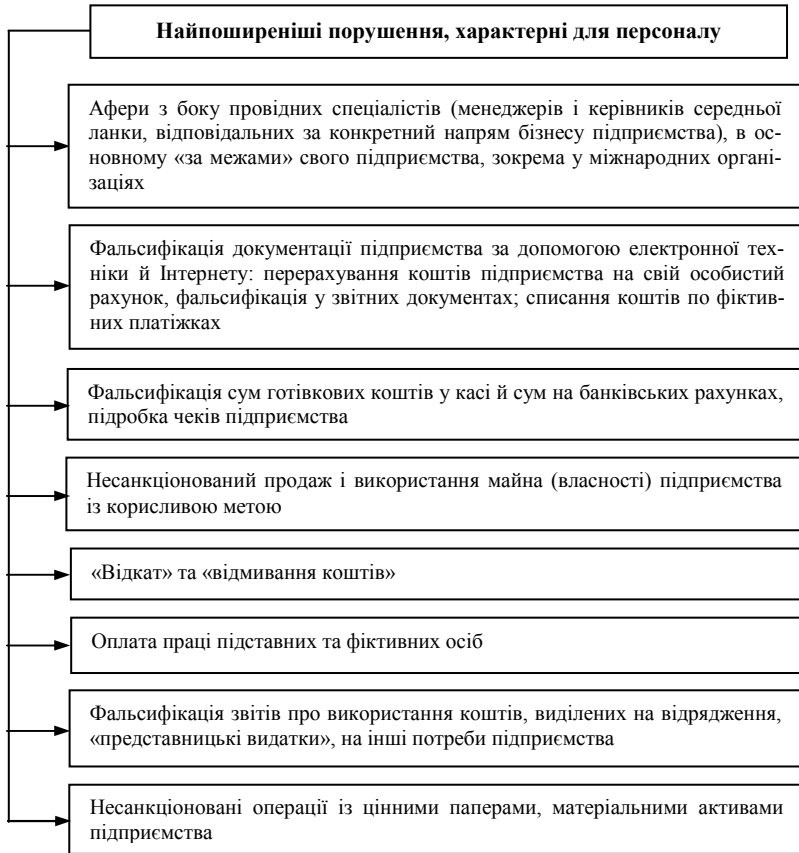 Найпоширеніші порушення, характерні для персоналу
Афери з боку провідних спеціалістів (менеджерів і керівників середньої
ланки, відповідальних за конкретний напрям бізнесу підприємства), в ос-
новному «за межами» свого підприємства, зокрема у міжнародних органі-
заціях
Фальсифікація документації підприємства за допомогою електронної тех-
ніки й Інтернету: перерахування коштів підприємства на свій особистий
рахунок, фальсифікація у звітних документах; списання коштів по фіктив-
них платіжках
Фальсифікація сум готівкових коштів у касі й сум на банківських рахунках,
підробка чеків підприємства
Несанкціонований продаж і використання майна (власності) підприємства
із корисливою метою
«Відкат» та «відмивання коштів»
Оплата праці підставних та фіктивних осіб
Фальсифікація звітів про використання коштів, виділених на відрядження,
«представницькі видатки», на інші потреби підприємства
Несанкціоновані операції із цінними паперами, матеріальними активами
підприємства